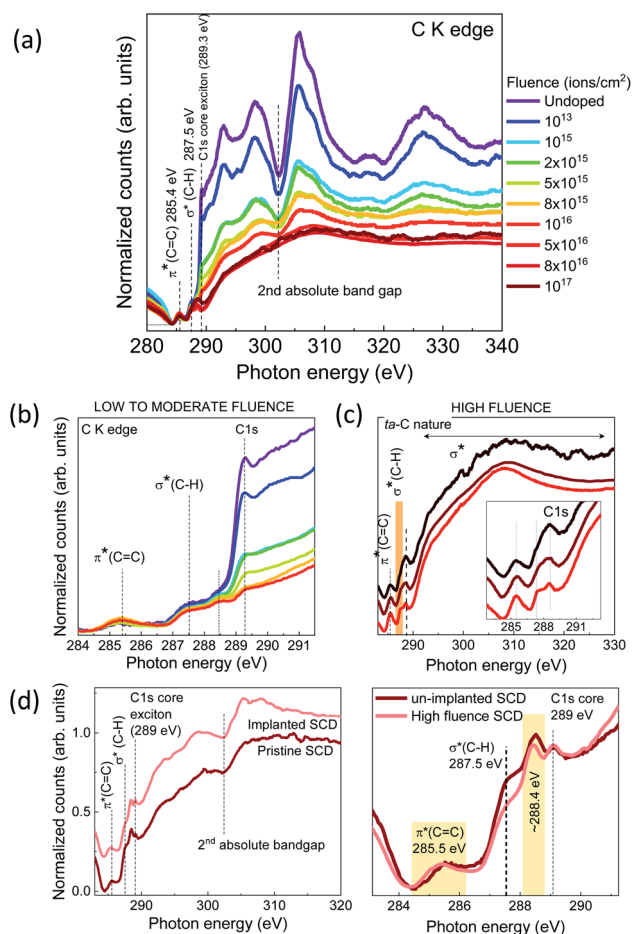 (a)
C K edge
Normalized counts (arb. units)
π* (C=C) 285.4 eV
σ* (C-H) 287.5 eV
C1s core exciton (289.3 eV)
2nd absolute band gap
Fluence (ions/cm²)
Undoped
10¹³
10¹⁵
2x10¹⁵
5x10¹⁵
8x10¹⁵
10¹⁶
5x10¹⁶
8x10¹⁶
10¹⁷
280 290 300 310 320 330 340
Photon energy (eV)
(b)
LOW TO MODERATE FLUENCE
C K edge
C1s
σ*(C-H)
π*(C=C)
Normalized counts (arb. units)
284 285 286 287 288 289 290 291
Photon energy (eV)
(c)
HIGH FLUENCE
ta-C nature
σ*
σ* (C-H)
π* (C=C)
C1s
285 288 291
Normalized counts (arb. units)
290 300 310 320 330
Photon energy (eV)
(d)
Normalized counts (arb. units)
1.0
0.5
0.0
π*(C=C)
σ* (C-H)
C1s core
exciton
(289 eV)
Implanted SCD
Pristine SCD
2nd absolute bandgap
290 300 310 320
Photon energy (eV)
un-implanted SCD
High fluence SCD
C1s core
289 eV
σ*(C-H)
287.5 eV
~288.4 eV
π*(C=C)
285.5 eV
284 286 288 290
Photon energy (eV)